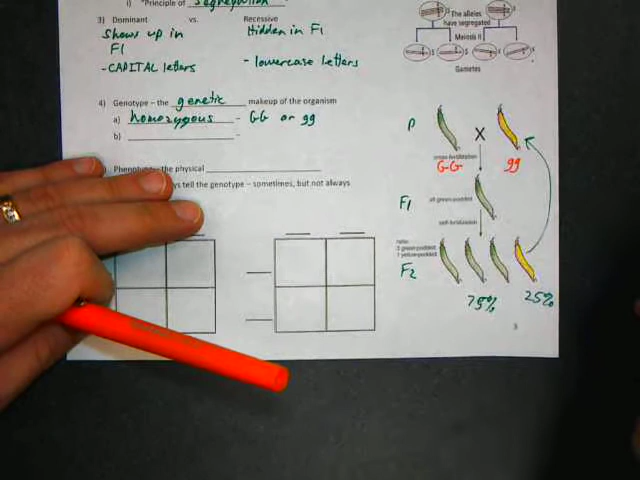 i) "Principle of segregation"
3) Dominant vs. Recessive
Shows up in F1
-CAPITAL letters
Hidden in F1
- lowercase letters
4) Genotype – the genetic makeup of the organism
a) homozygous - GG or gg
b)
Phenotype – the physical
tell the genotype – sometimes, but not always
The alleles
have segregated
Meiosis II
Gametes
P
X
cross-fertilization
GG
gg
F1
all green-podded
self-fertilization
ratio:
3 green-podded
1 yellow-podded
F2
75%
25%
3